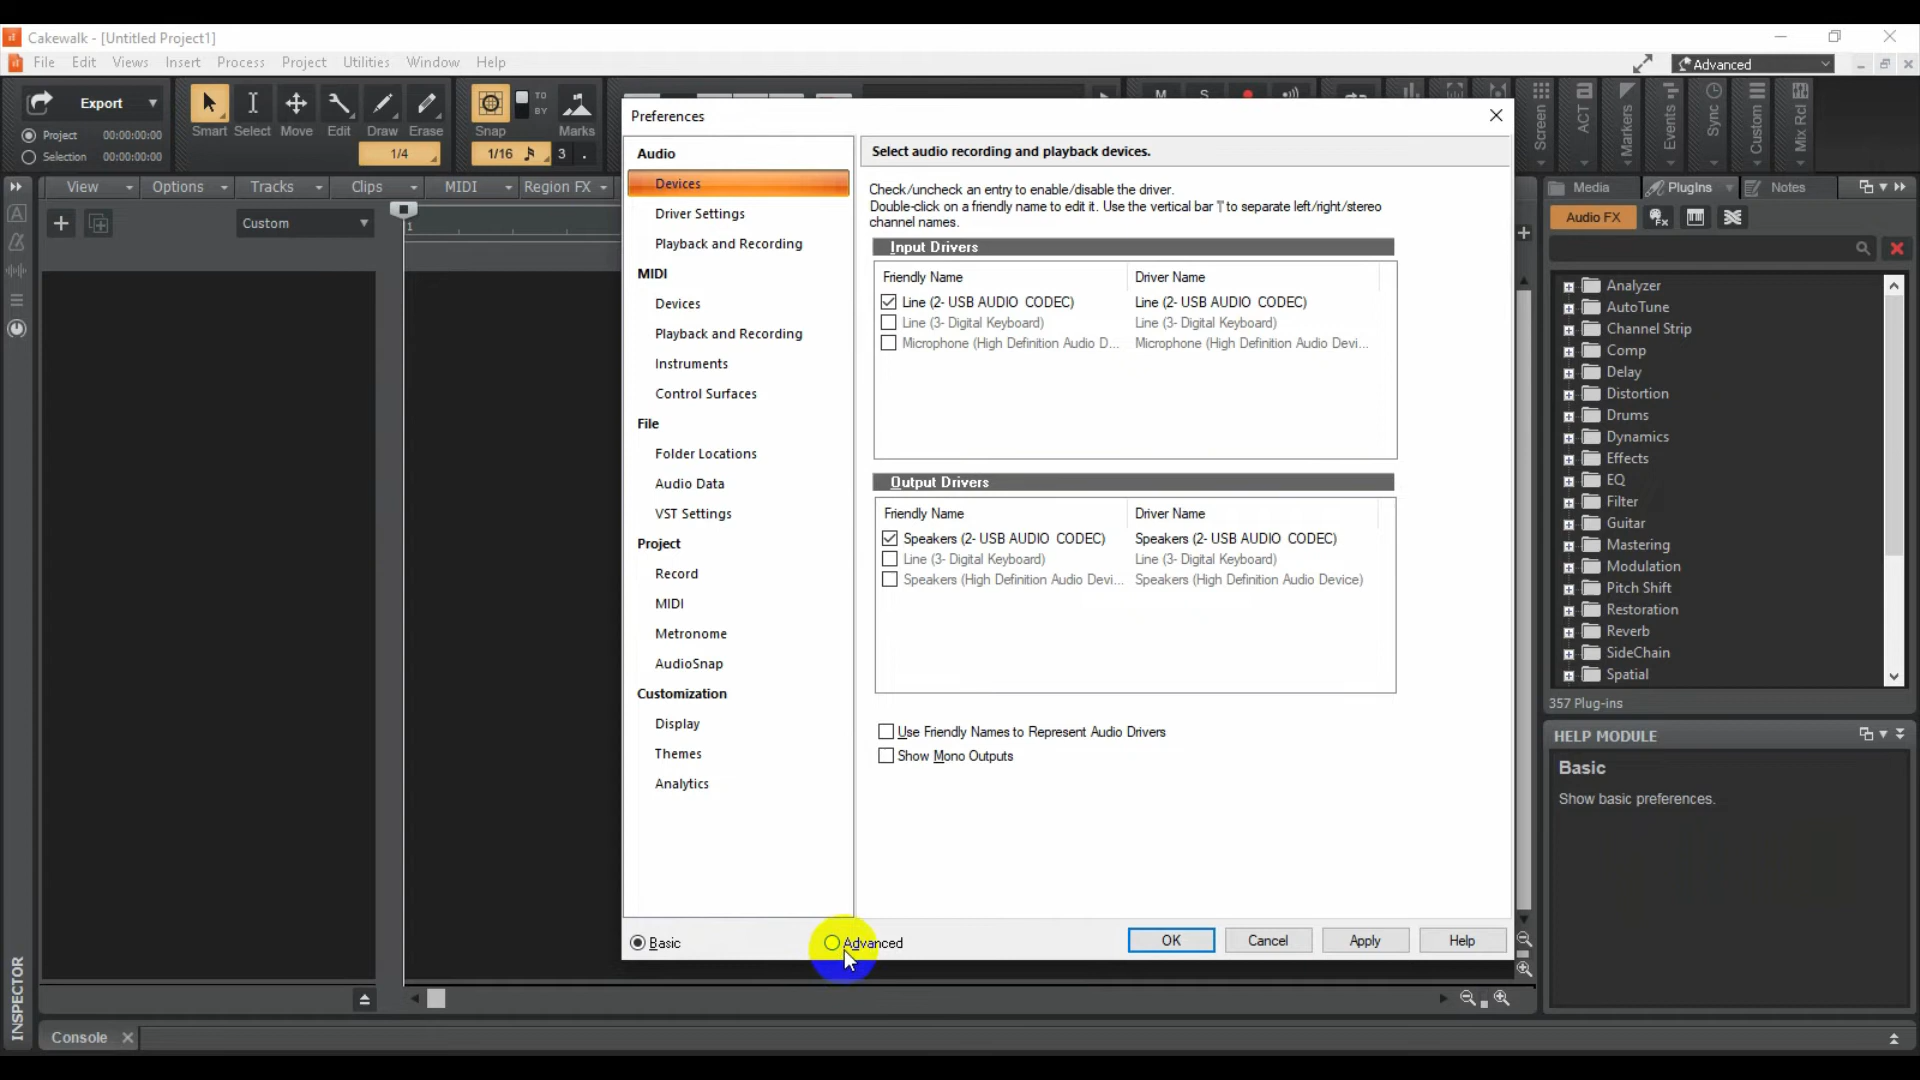 Cakewalk - [Untitled Project1]
File Edit Views Insert Process Project Utilities Window Help
Advanced
Export
Project 00:00:00:00
Selection 00:00:00:00
Smart Select Move Edit Draw Erase
1/4
Snap
TO
BY
Marks
1/16 3 .
M S
Screen
ACT
Markers
Events
Sync
Custom
Mix Rcl
View Options Tracks Clips MIDI Region FX
Custom
1
Preferences
Audio
Devices
Driver Settings
Playback and Recording
MIDI
Devices
Playback and Recording
Instruments
Control Surfaces
File
Folder Locations
Audio Data
VST Settings
Project
Record
MIDI
Metronome
AudioSnap
Customization
Display
Themes
Analytics
Basic
Advanced
Select audio recording and playback devices.
Check/uncheck an entry to enable/disable the driver.
Double-click on a friendly name to edit it. Use the vertical bar '|' to separate left/right/stereo
channel names.
Input Drivers
Friendly Name Driver Name
Line (2- USB AUDIO CODEC) Line (2- USB AUDIO CODEC)
Line (3- Digital Keyboard) Line (3- Digital Keyboard)
Microphone (High Definition Audio D... Microphone (High Definition Audio Devi...
Output Drivers
Friendly Name Driver Name
Speakers (2- USB AUDIO CODEC) Speakers (2- USB AUDIO CODEC)
Line (3- Digital Keyboard) Line (3- Digital Keyboard)
Speakers (High Definition Audio Devi... Speakers (High Definition Audio Device)
Use Friendly Names to Represent Audio Drivers
Show Mono Outputs
OK Cancel Apply Help
Media PlugIns Notes
Audio FX
Analyzer
AutoTune
Channel Strip
Comp
Delay
Distortion
Drums
Dynamics
Effects
EQ
Filter
Guitar
Mastering
Modulation
Pitch Shift
Restoration
Reverb
SideChain
Spatial
357 Plug-ins
HELP MODULE
Basic
Show basic preferences.
INSPECTOR
Console